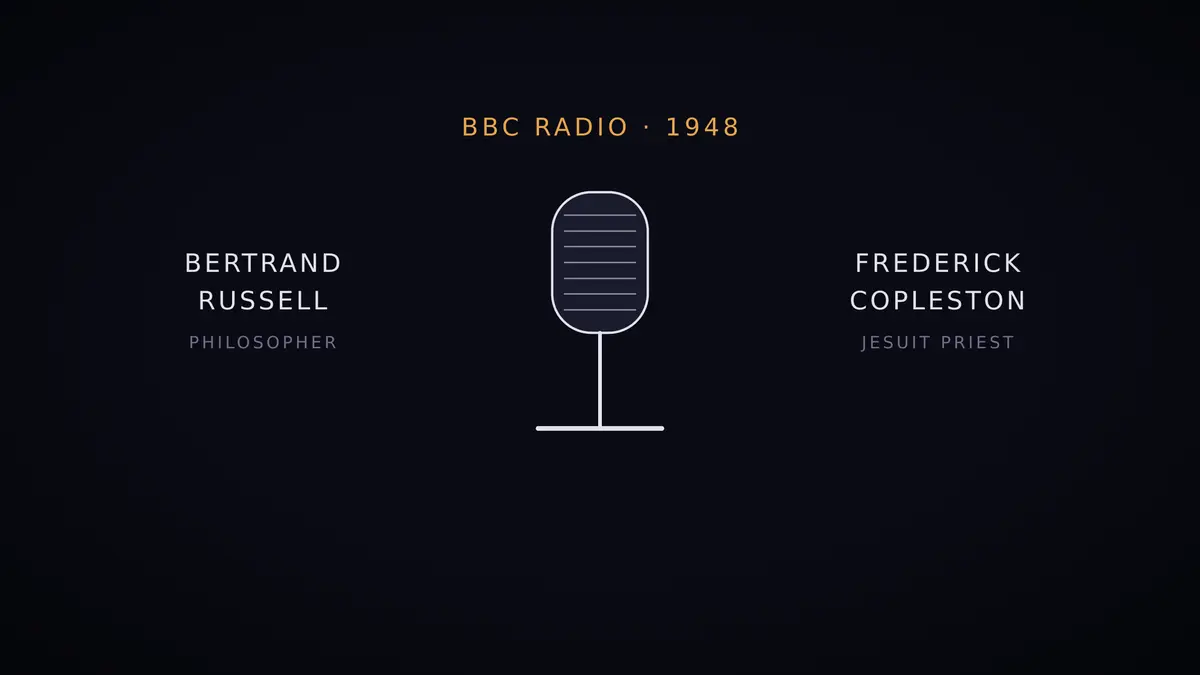 BBC RADIO · 1948
BERTRAND
RUSSELL
PHILOSOPHER
FREDERICK
COPLESTON
JESUIT PRIEST